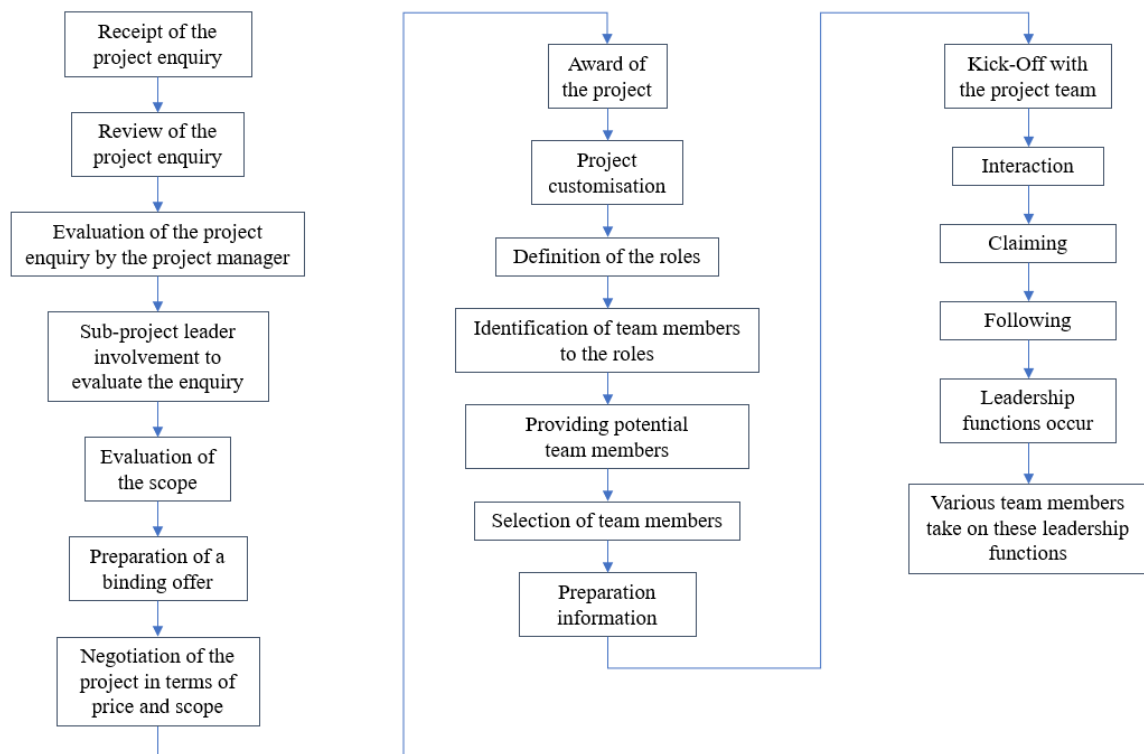 Receipt of the
project enquiry
Review of the
project enquiry
Evaluation of the project
enquiry by the project manager
Sub-project leader
involvement to
evaluate the enquiry
Evaluation of
the scope
Preparation of a
binding offer
Negotiation of the
project in terms of
price and scope
Award of
the project
Project
customisation
Definition of the roles
Identification of team members
to the roles
Providing potential
team members
Selection of team members
Preparation
information
Kick-Off with
the project team
Interaction
Claiming
Following
Leadership
functions occur
Various team members
take on these leadership
functions